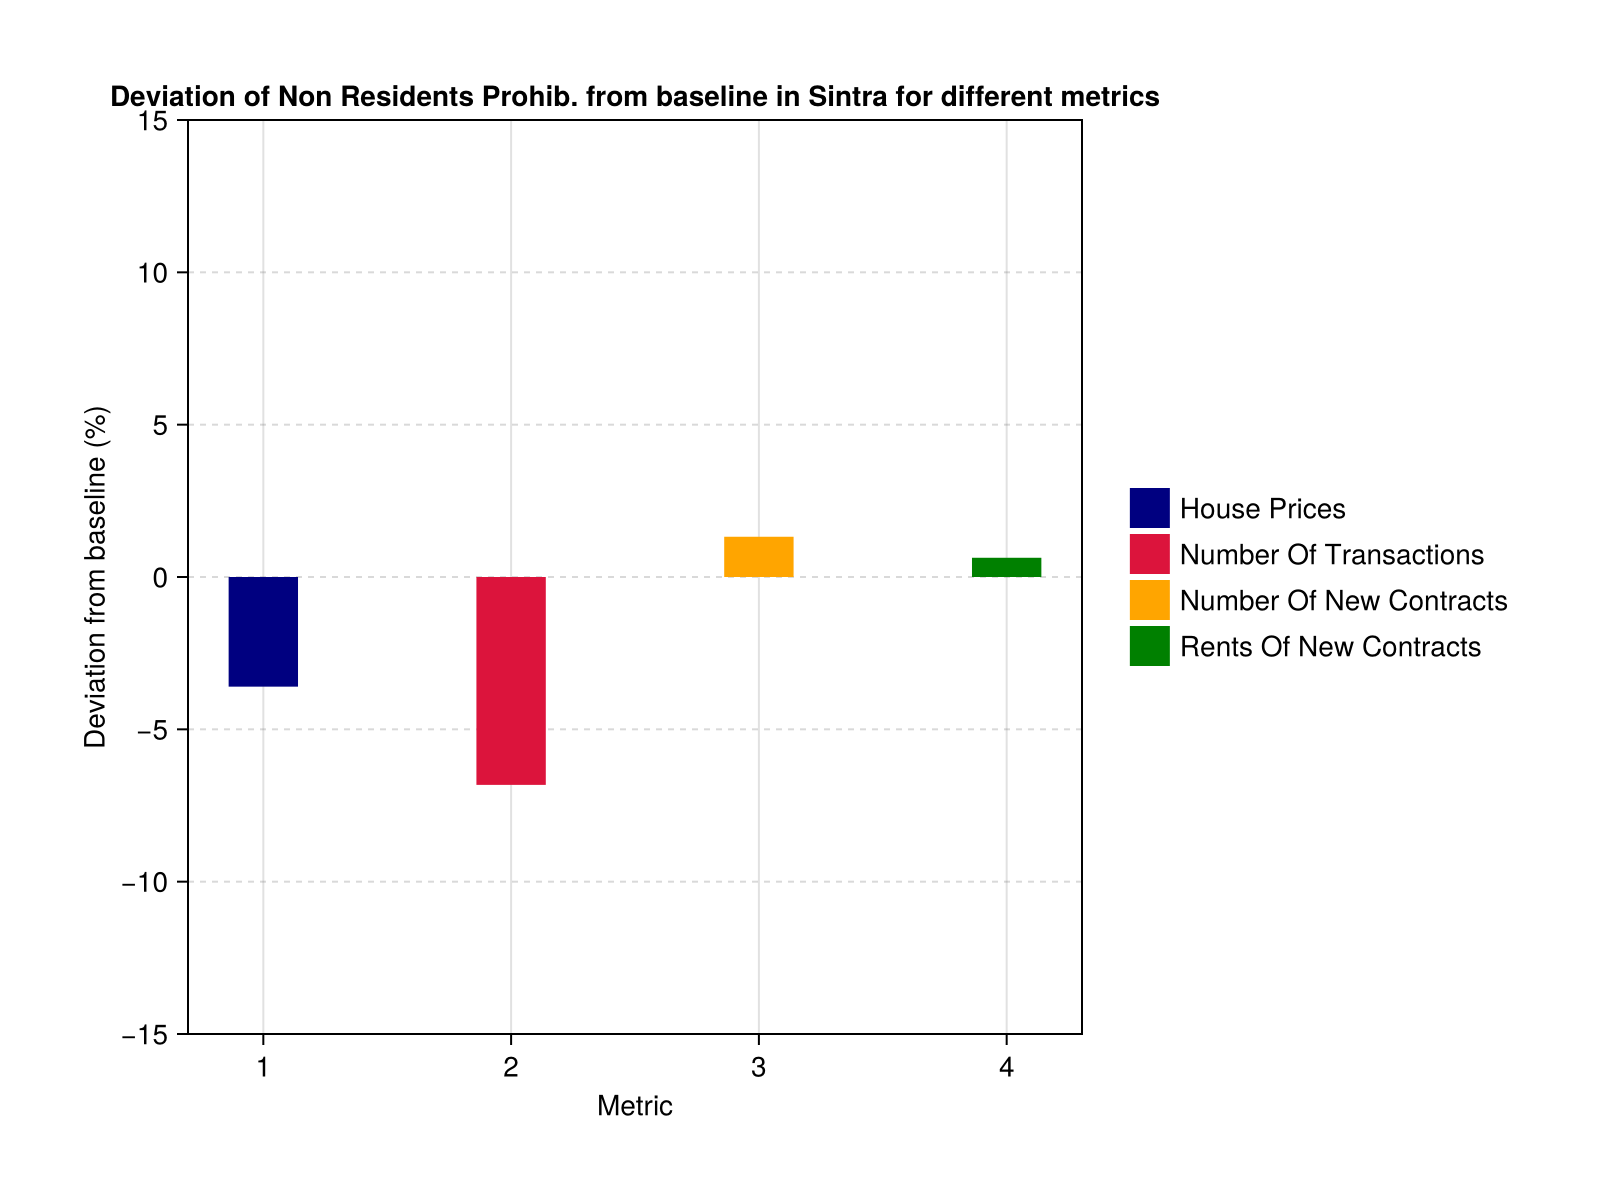 Deviation of Non Residents Prohib. from baseline in Sintra for different metrics
15
10
5
0
−5
−10
−15
Deviation from baseline (%)
1
2
3
4
Metric
House Prices
Number Of Transactions
Number Of New Contracts
Rents Of New Contracts